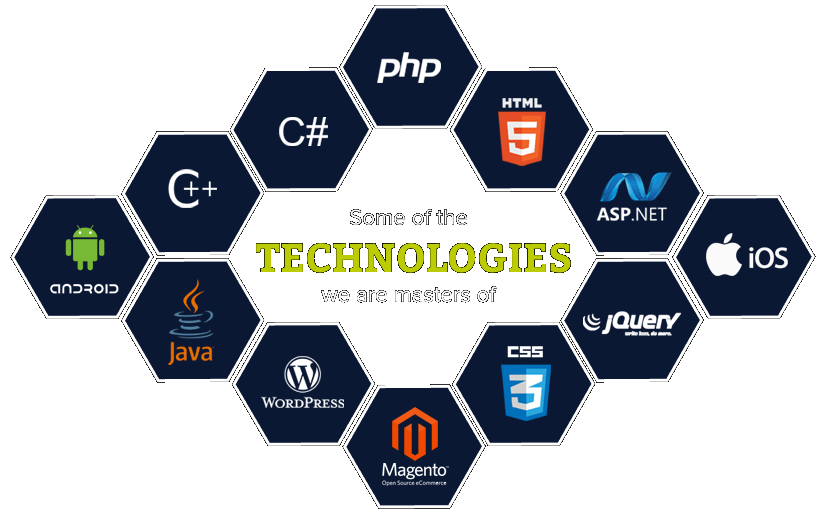 php
C#
HTML
5
C++
ASP.NET
Some of the
TECHNOLOGIES
we are masters of
ANDROID
iOS
Java
jQuery
write less, do more.
WORDPRESS
CSS
3
Magento
Open Source eCommerce